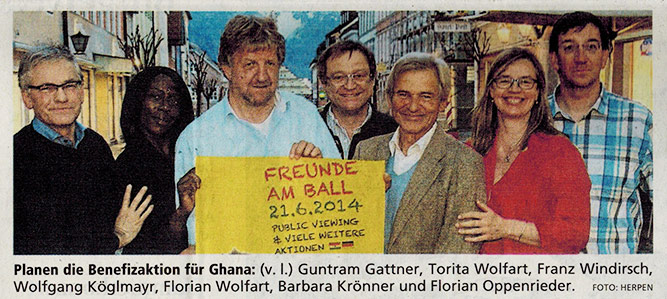 FREUNDE
AM BALL
21.6.2014
PUBLIC VIEWING
& VIELE WEITERE
AKTIONEN
Planen die Benefizaktion für Ghana: (v. l.) Guntram Gattner, Torita Wolfart, Franz Windirsch,
Wolfgang Köglmayr, Florian Wolfart, Barbara Krönner und Florian Oppenrieder. FOTO: HERPEN